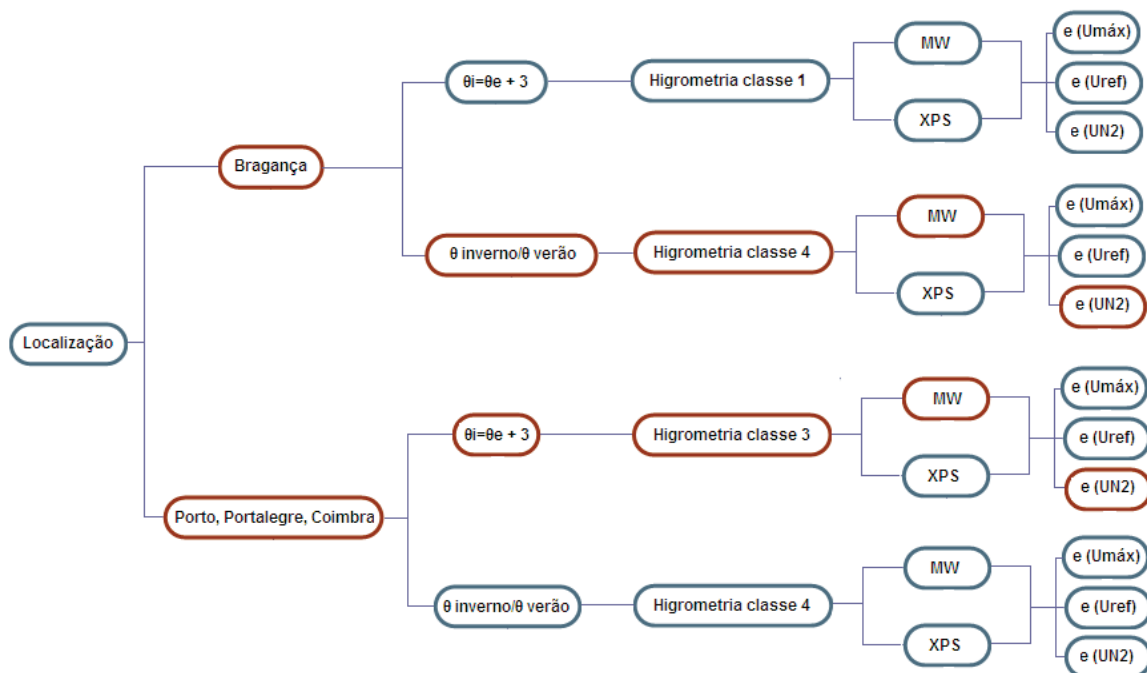 Localização
Bragança
θi=θe + 3
Higrometria classe 1
MW
XPS
e (Umáx)
e (Uref)
e (UN2)
θ inverno/θ verão
Higrometria classe 4
MW
XPS
e (Umáx)
e (Uref)
e (UN2)
Porto, Portalegre, Coimbra
θi=θe + 3
Higrometria classe 3
MW
XPS
e (Umáx)
e (Uref)
e (UN2)
θ inverno/θ verão
Higrometria classe 4
MW
XPS
e (Umáx)
e (Uref)
e (UN2)